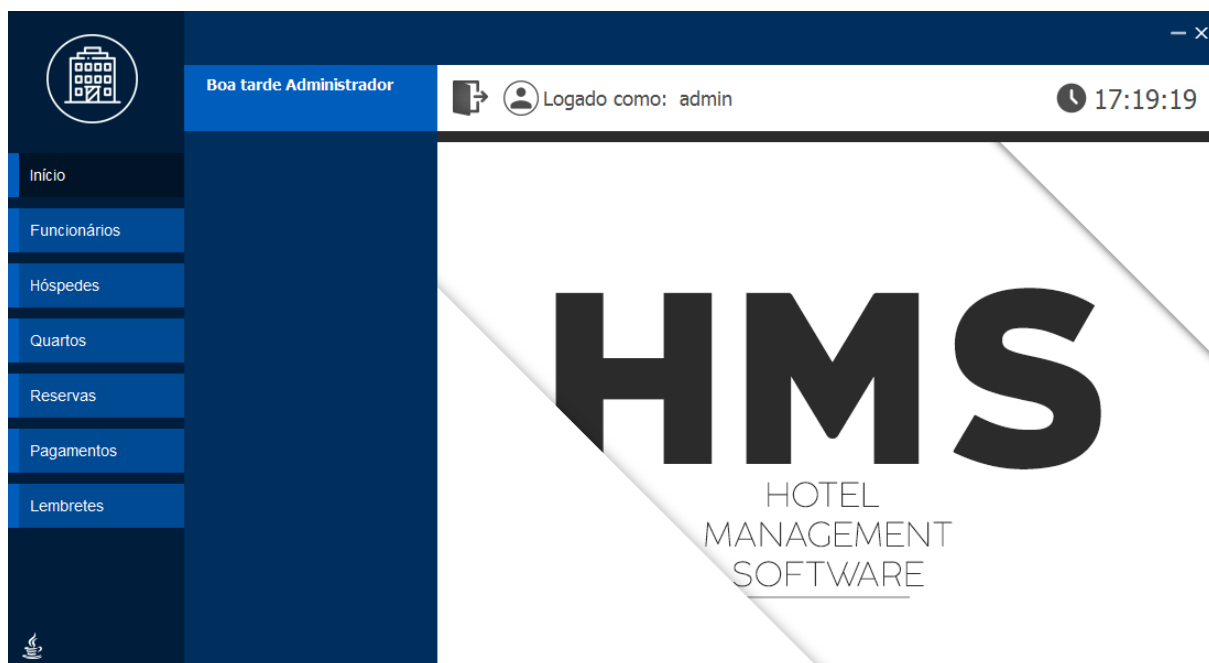 Boa tarde Administrador
Logado como: admin
17:19:19
Início
Funcionários
Hóspedes
Quartos
Reservas
Pagamentos
Lembretes
HMS
HOTEL
MANAGEMENT
SOFTWARE